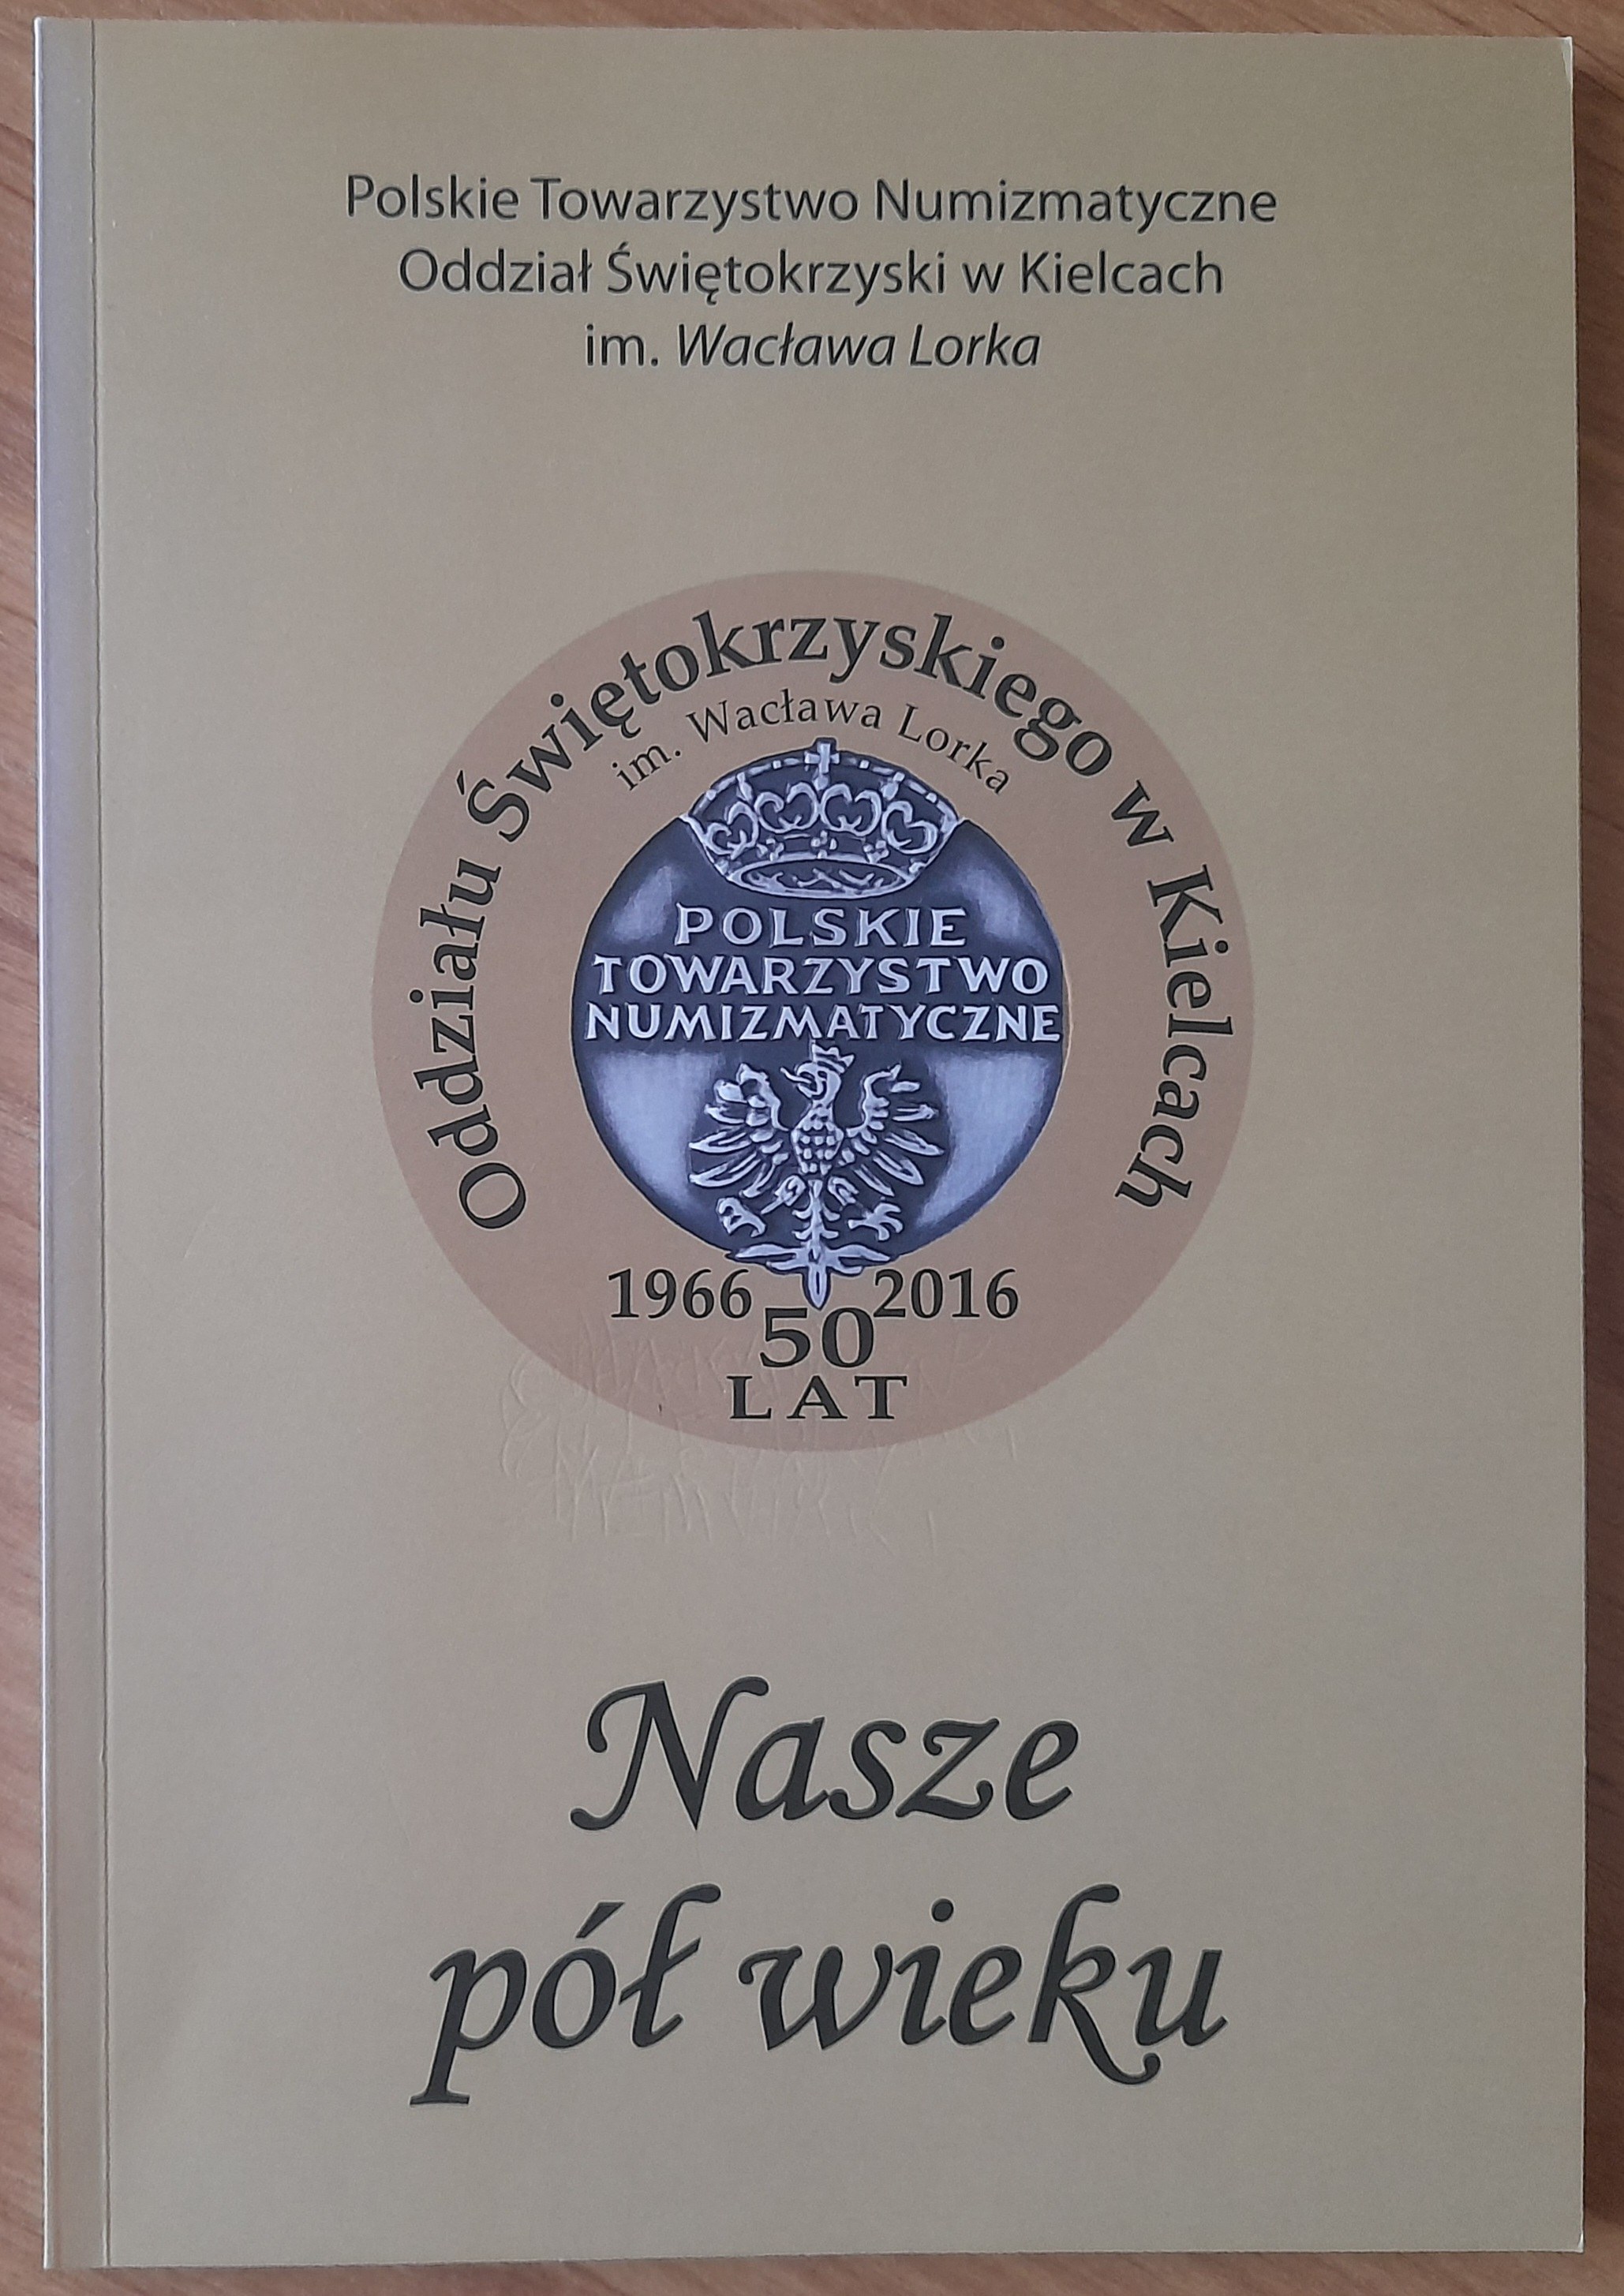 Polskie Towarzystwo Numizmatyczne
Oddział Świętokrzyski w Kielcach
im. Wacława Lorka
Oddziału Świętokrzyskiego w Kielcach
im. Wacława Lorka
POLSKIE
TOWARZYSTWO
NUMIZMATYCZNE
1966 2016
50
LAT
Nasze
pół wieku